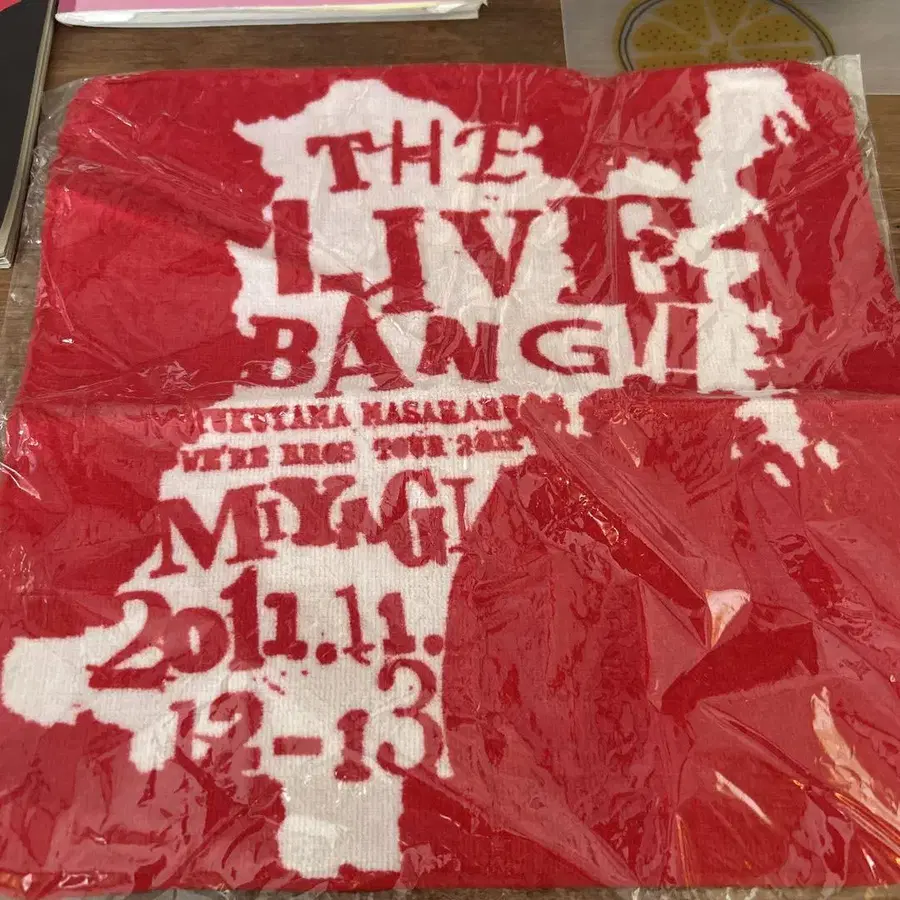 THE
LIVE
BANG!!
FUKUYAMA MASAHARU
WE'RE BROS TOUR 2011
MIYAGI
2011.11.
12-13